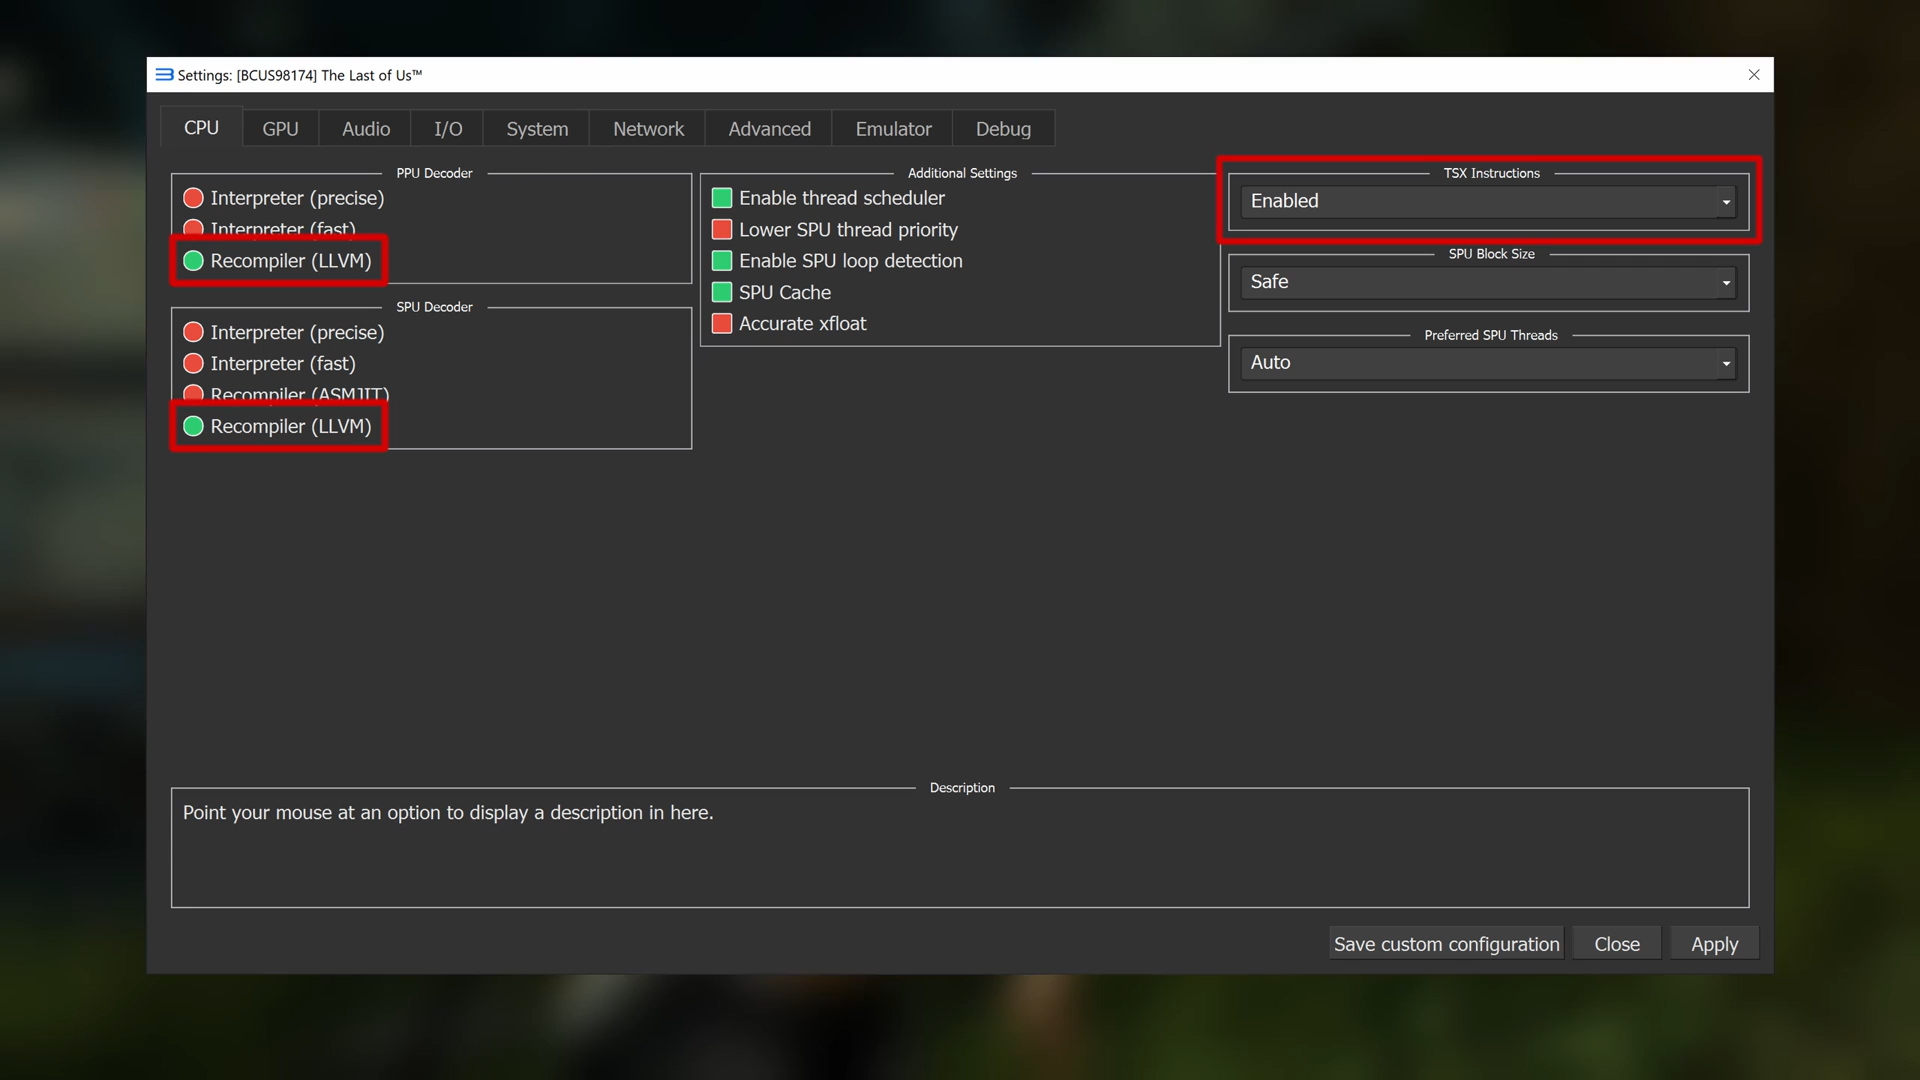 Settings: [BCUS98174] The Last of Us™
CPU
GPU
Audio
I/O
System
Network
Advanced
Emulator
Debug
PPU Decoder
Interpreter (precise)
Interpreter (fast)
Recompiler (LLVM)
SPU Decoder
Interpreter (precise)
Interpreter (fast)
Recompiler (ASMJIT)
Recompiler (LLVM)
Additional Settings
Enable thread scheduler
Lower SPU thread priority
Enable SPU loop detection
SPU Cache
Accurate xfloat
TSX Instructions
Enabled
SPU Block Size
Safe
Preferred SPU Threads
Auto
Description
Point your mouse at an option to display a description in here.
Save custom configuration
Close
Apply